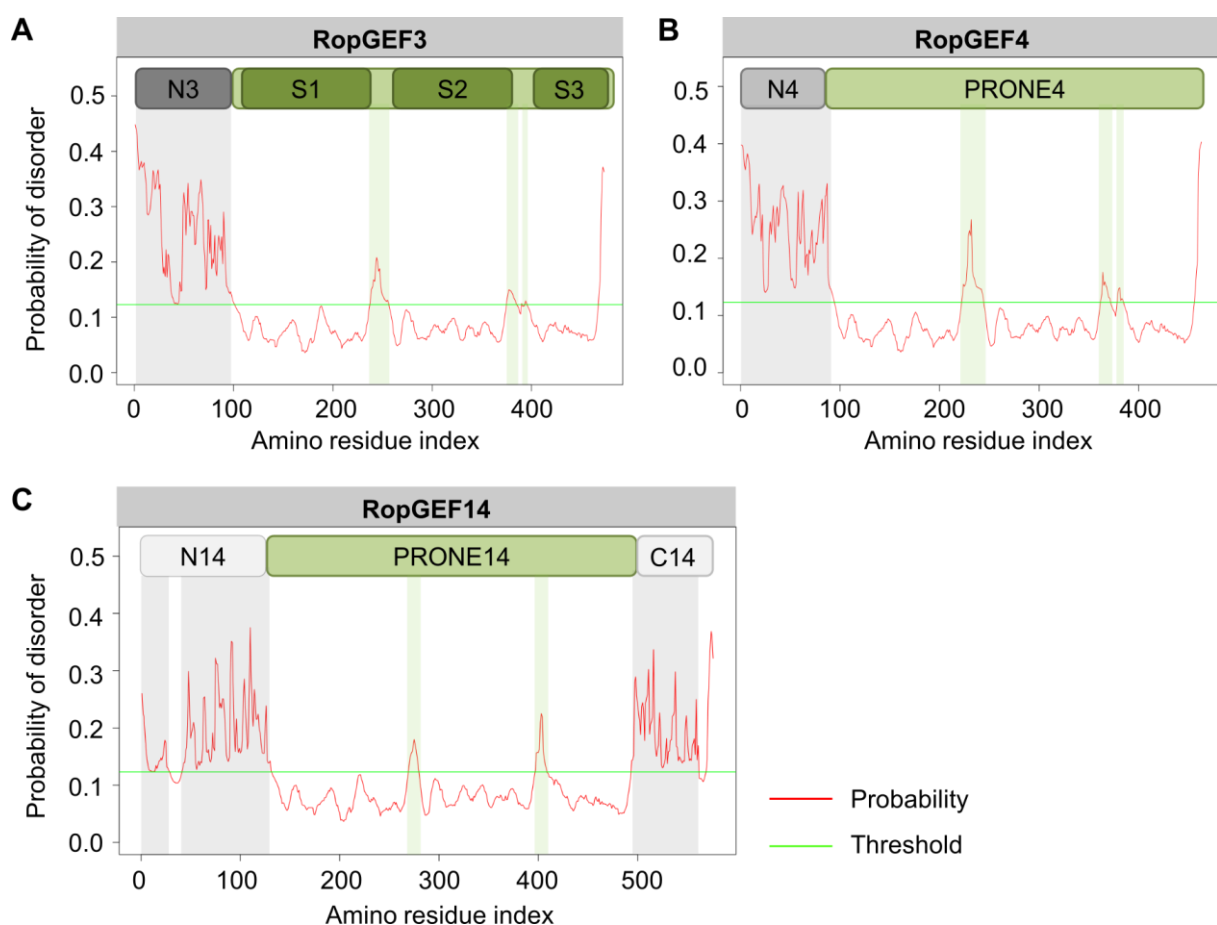 A
RopGEF3
N3 S1 S2 S3
0.5
0.4
0.3
0.2
0.1
0.0
Probability of disorder
0 100 200 300 400
Amino residue index
B
RopGEF4
N4 PRONE4
0.5
0.4
0.3
0.2
0.1
0.0
Probability of disorder
0 100 200 300 400
Amino residue index
C
RopGEF14
N14 PRONE14 C14
0.5
0.4
0.3
0.2
0.1
0.0
Probability of disorder
0 100 200 300 400 500
Amino residue index
Probability
Threshold